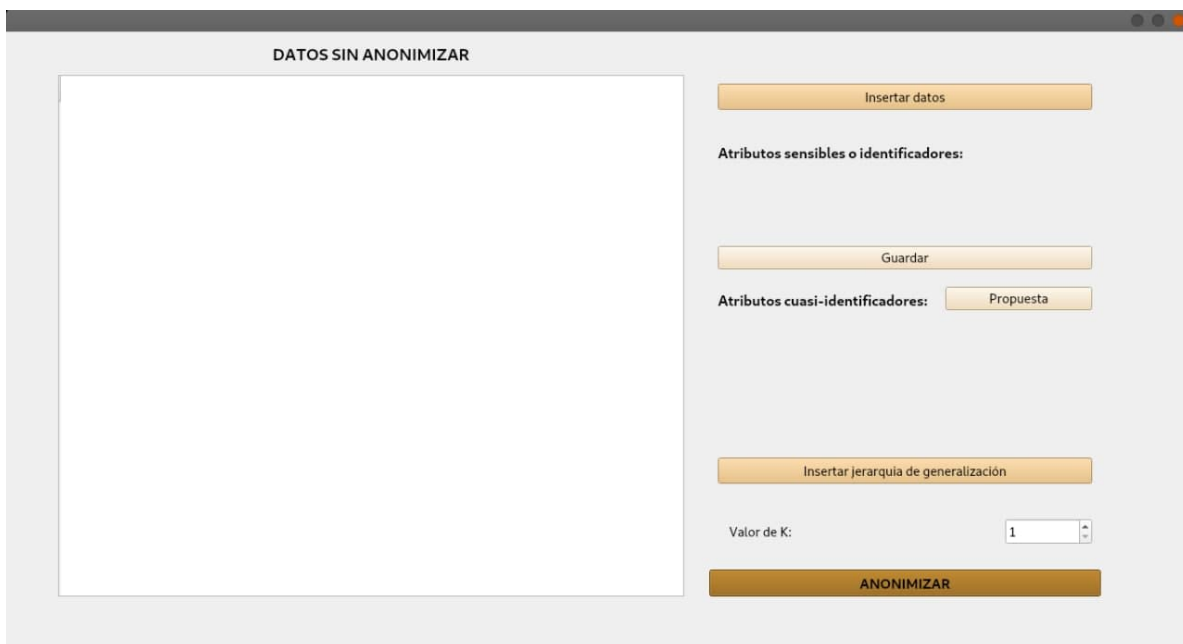 DATOS SIN ANONIMIZAR
Insertar datos
Atributos sensibles o identificadores:
Guardar
Atributos cuasi-identificadores:
Propuesta
Insertar jerarquia de generalización
Valor de K:
1
ANONIMIZAR